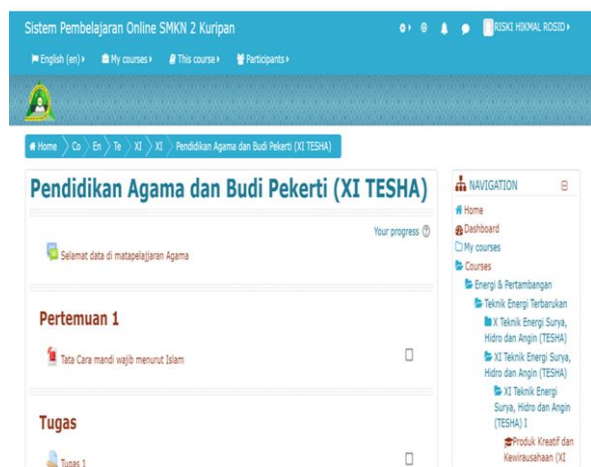 Sistem Pembelajaran Online SMKN 2 Kuripan
RISKI HIKMAL ROSID
English (en)
My courses
This course
Participants
Home
Co
En
Te
XI
XI
Pendidikan Agama dan Budi Pekerti (XI TESHA)
Pendidikan Agama dan Budi Pekerti (XI TESHA)
Your progress
Selamat data di matapelajjaran Agama
Pertemuan 1
Tata Cara mandi wajib menurut Islam
Tugas
Tugas 1
NAVIGATION
Home
Dashboard
My courses
Courses
Energi & Pertambangan
Teknik Energi Terbarukan
X Teknik Energi Surya,
Hidro dan Angin (TESHA)
XI Teknik Energi Surya,
Hidro dan Angin (TESHA)
XI Teknik Energi
Surya, Hidro dan Angin
(TESHA) I
Produk Kreatif dan
Kewirausahaan (XI